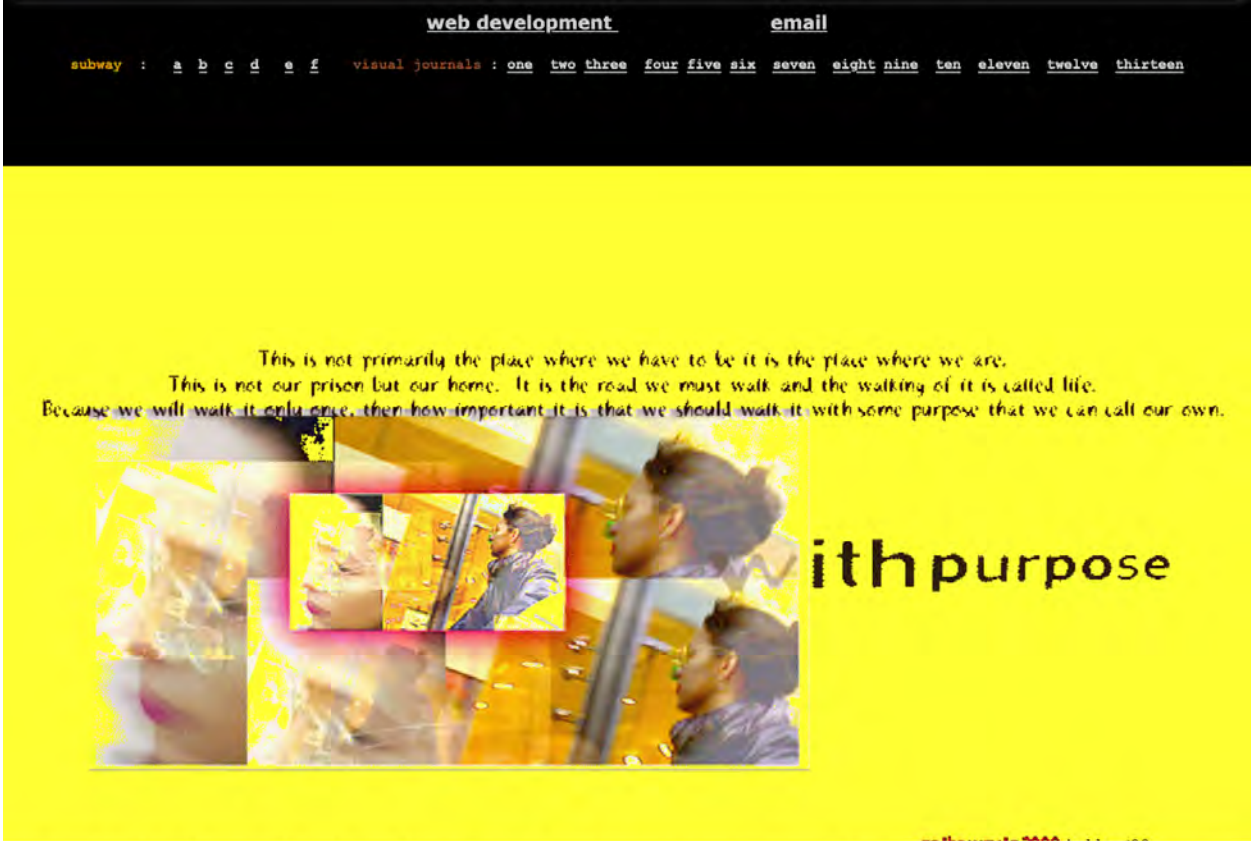 web development email
subway : a b c d e f visual journals : one two three four five six seven eight nine ten eleven twelve thirteen
This is not primarily the place where we have to be it is the place where we are.
This is not our prison but our home. It is the road we must walk and the walking of it is called life.
Because we will walk it only once, then how important it is that we should walk it with some purpose that we can call our own.
withpurpose